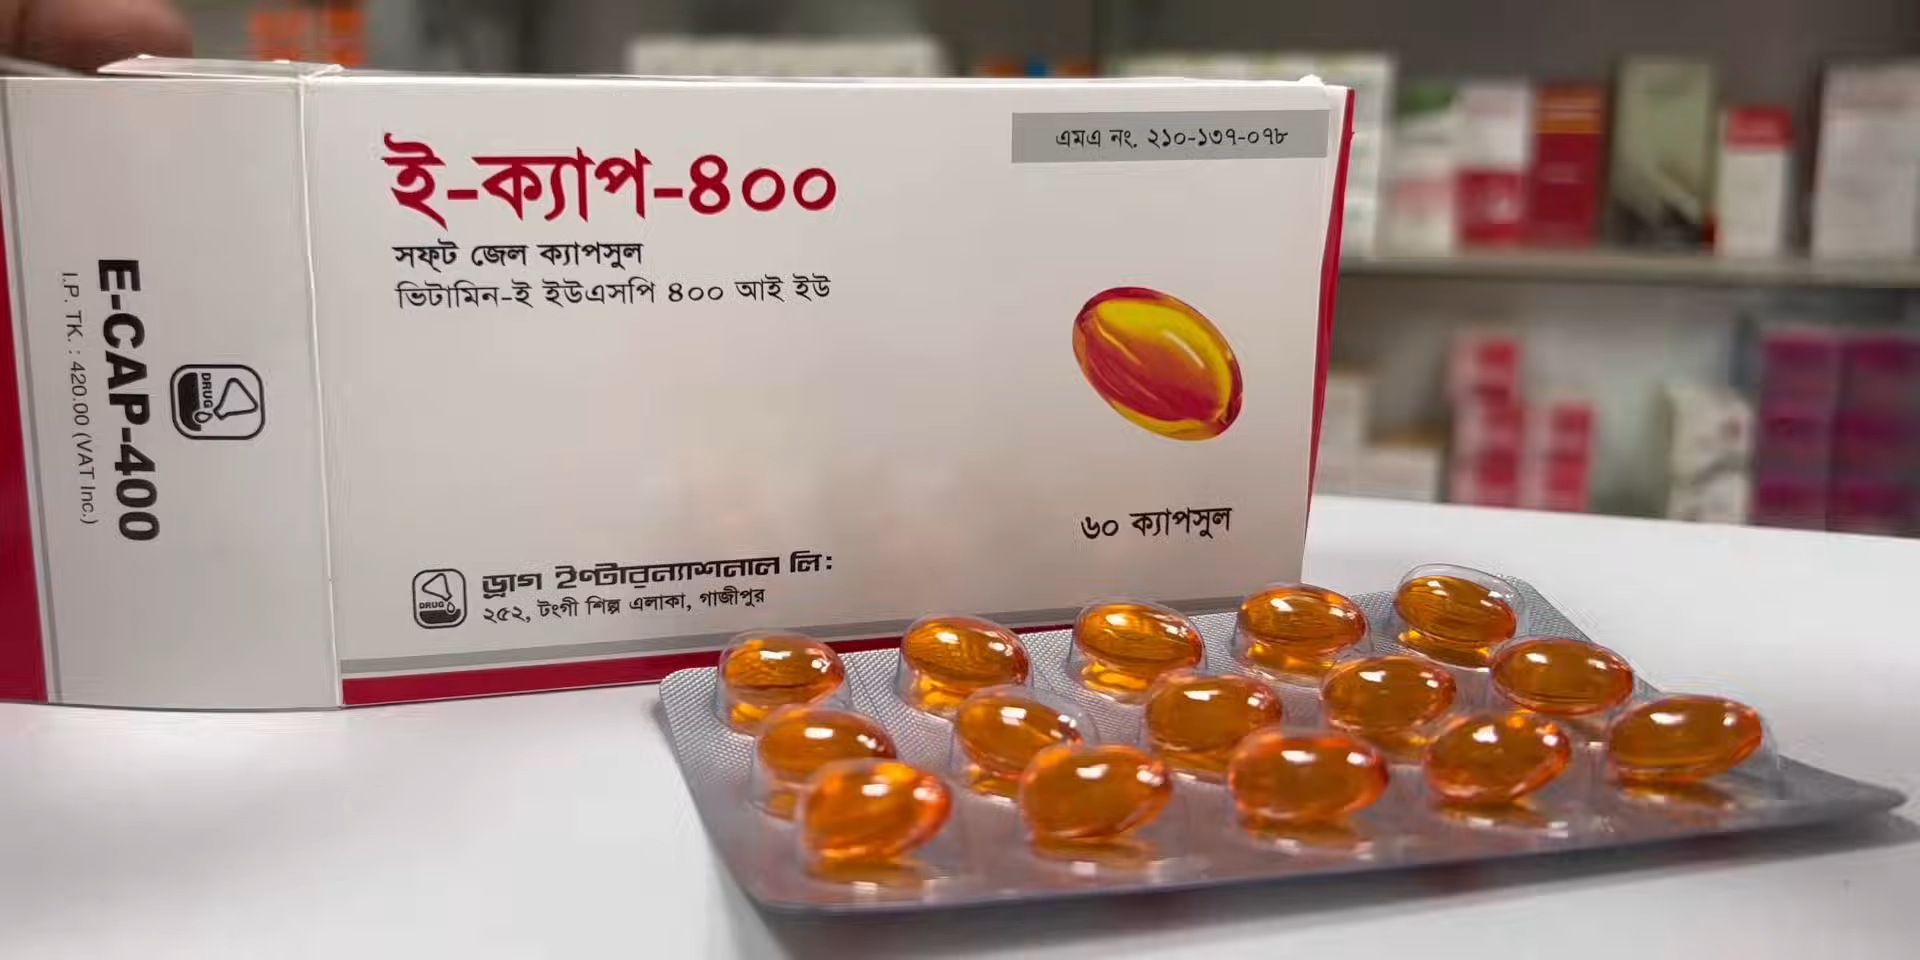 E-CAP-400
I.P. TK. : 420.00 (VAT Inc.)
DRUG
এমএ নং. ২১০-১৩৭-০৭৮
ই-ক্যাপ-৪০০
সফ্‌ট জেল ক্যাপসুল
ভিটামিন-ই ইউএসপি ৪০০ আই ইউ
৬০ ক্যাপসুল
DRUG
ড্রাগ ইন্টারন্যাশনাল লি:
২৫২, টংগী শিল্প এলাকা, গাজীপুর